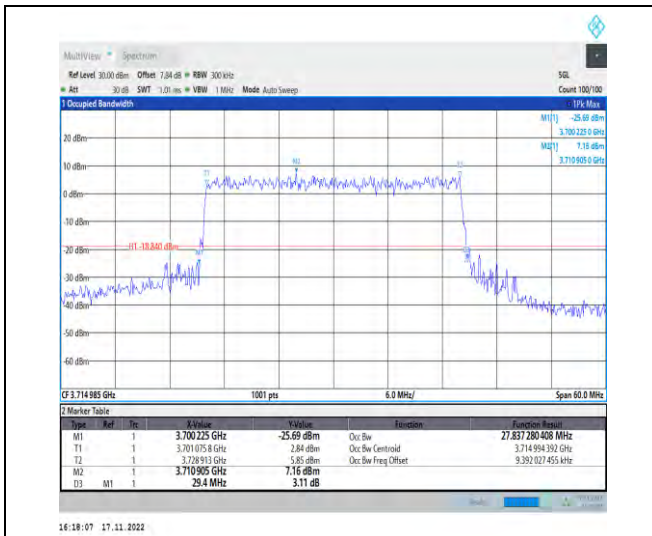 MultiView Spectrum
Ref Level 30.00 dBm Offset 7.84 dB RBW 300 kHz SGL
Att 30 dB SWT 1.01 ms VBW 1 MHz Mode Auto Sweep Count 100/100
1 Occupied Bandwidth 1Pk Max
M1[1] -25.69 dBm
3.700 225 0 GHz
M2[1] 7.16 dBm
3.710 905 0 GHz
20 dBm
M2
T1
10 dBm
0 dBm
-10 dBm
H1 -18.840 dBm
-20 dBm
M1
-30 dBm
-40 dBm
-50 dBm
-60 dBm
CF 3.714 985 GHz 1001 pts 6.0 MHz/ Span 60.0 MHz
2 Marker Table
Type Ref Trc X-Value Y-Value Function Function Result
M1 1 3.700 225 GHz -25.69 dBm Occ Bw 27.837 280 408 MHz
T1 1 3.701 075 8 GHz 2.84 dBm Occ Bw Centroid 3.714 994 392 GHz
T2 1 3.728 913 GHz 5.85 dBm Occ Bw Freq Offset 9.392 027 455 kHz
M2 1 3.710 905 GHz 7.16 dBm
D3 M1 1 29.4 MHz 3.11 dB
16:18:07 17.11.2022